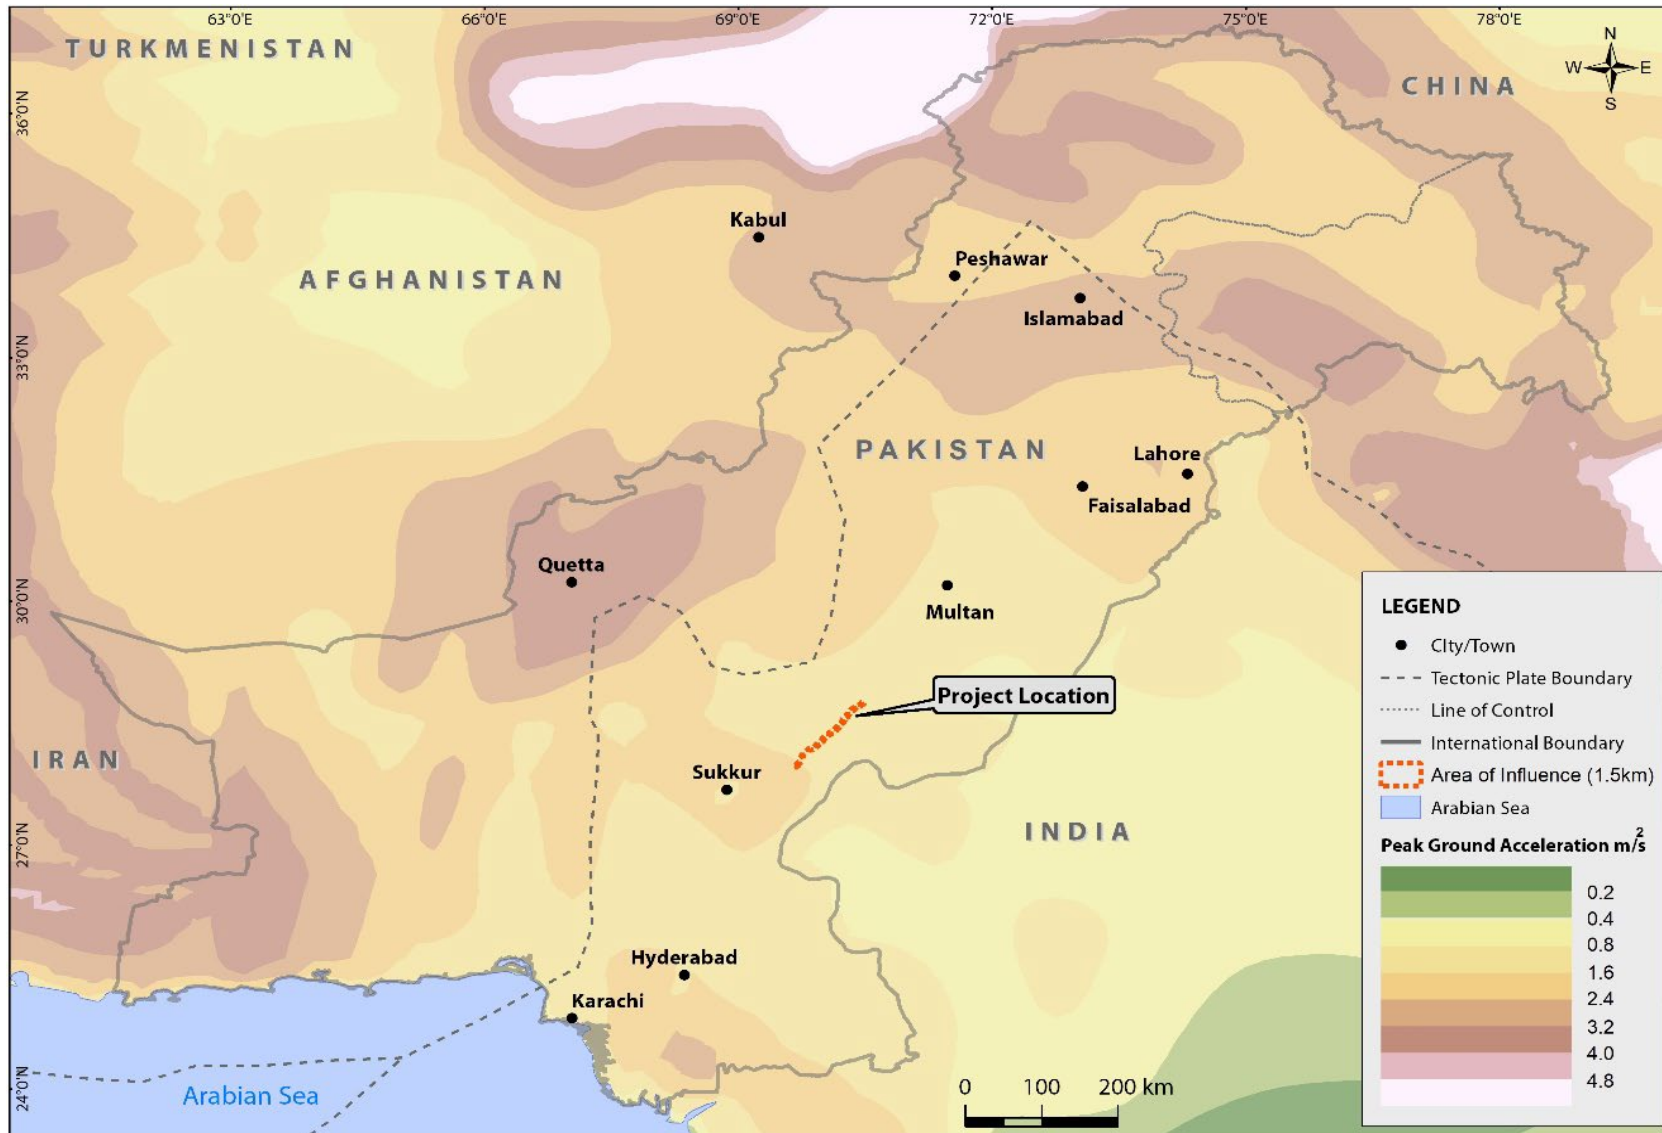 63°0'E
66°0'E
69°0'E
72°0'E
75°0'E
78°0'E
TURKMENISTAN
N
W
E
S
CHINA
36°0'N
Kabul
Peshawar
AFGHANISTAN
Islamabad
33°0'N
PAKISTAN
Lahore
Faisalabad
Quetta
30°0'N
Multan
Project Location
IRAN
Sukkur
INDIA
27°0'N
Hyderabad
Karachi
24°0'N
Arabian Sea
0 100 200 km
LEGEND
CIty/Town
Tectonic Plate Boundary
Line of Control
International Boundary
Area of Influence (1.5km)
Arabian Sea
Peak Ground Acceleration m/s²
0.2
0.4
0.8
1.6
2.4
3.2
4.0
4.8